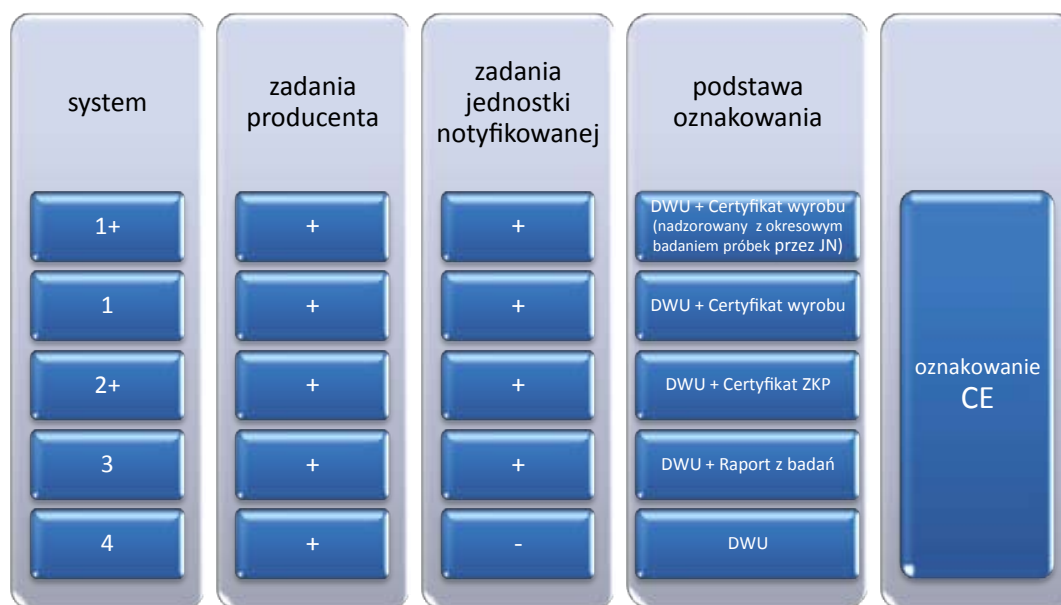 system
zadania
producenta
zadania
jednostki
notyfikowanej
podstawa
oznakowania
1+
+
+
DWU + Certyfikat wyrobu
(nadzorowany z okresowym
badaniem próbek przez JN)
1
+
+
DWU + Certyfikat wyrobu
2+
+
+
DWU + Certyfikat ZKP
3
+
+
DWU + Raport z badań
4
+
-
DWU
oznakowanie
CE